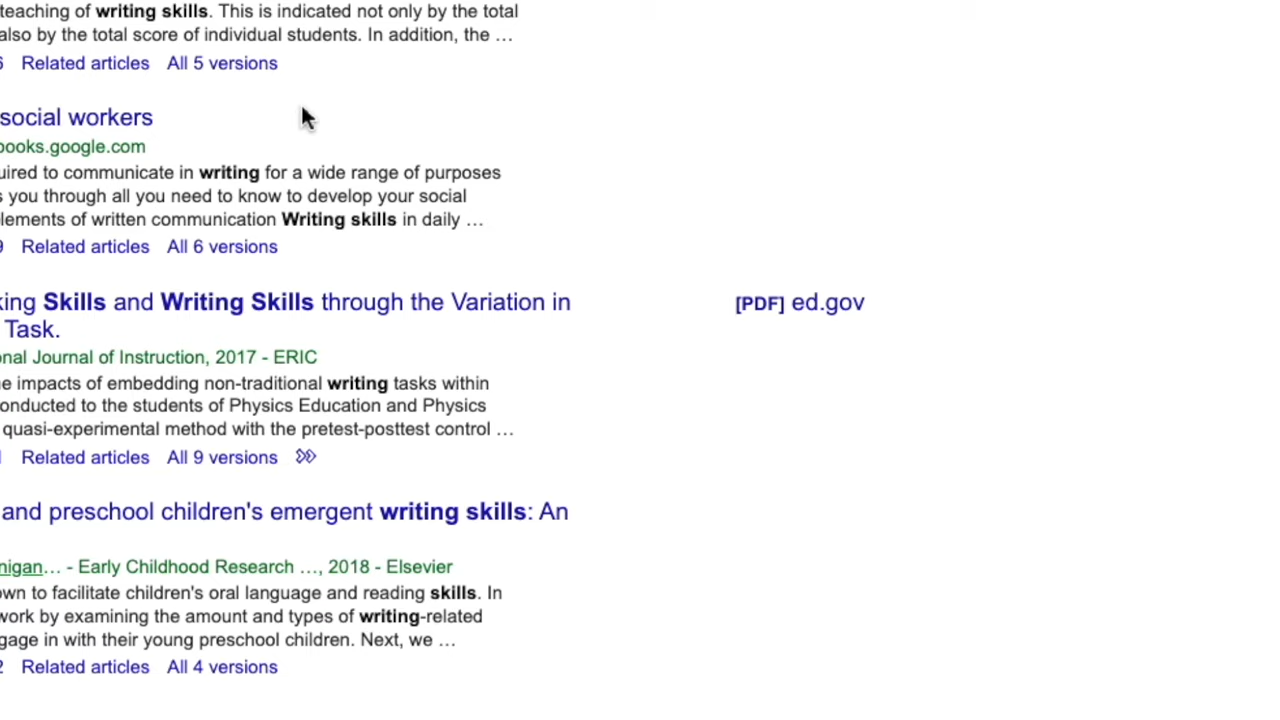 teaching of writing skills. This is indicated not only by the total
also by the total score of individual students. In addition, the …
6 Related articles All 5 versions
social workers
books.google.com
uired to communicate in writing for a wide range of purposes
s you through all you need to know to develop your social
lements of written communication Writing skills in daily …
9 Related articles All 6 versions
king Skills and Writing Skills through the Variation in
[PDF] ed.gov
Task.
onal Journal of Instruction, 2017 - ERIC
e impacts of embedding non-traditional writing tasks within
onducted to the students of Physics Education and Physics
quasi-experimental method with the pretest-posttest control …
Related articles All 9 versions
and preschool children's emergent writing skills: An
nigan… - Early Childhood Research …, 2018 - Elsevier
own to facilitate children's oral language and reading skills. In
work by examining the amount and types of writing-related
gage in with their young preschool children. Next, we …
2 Related articles All 4 versions